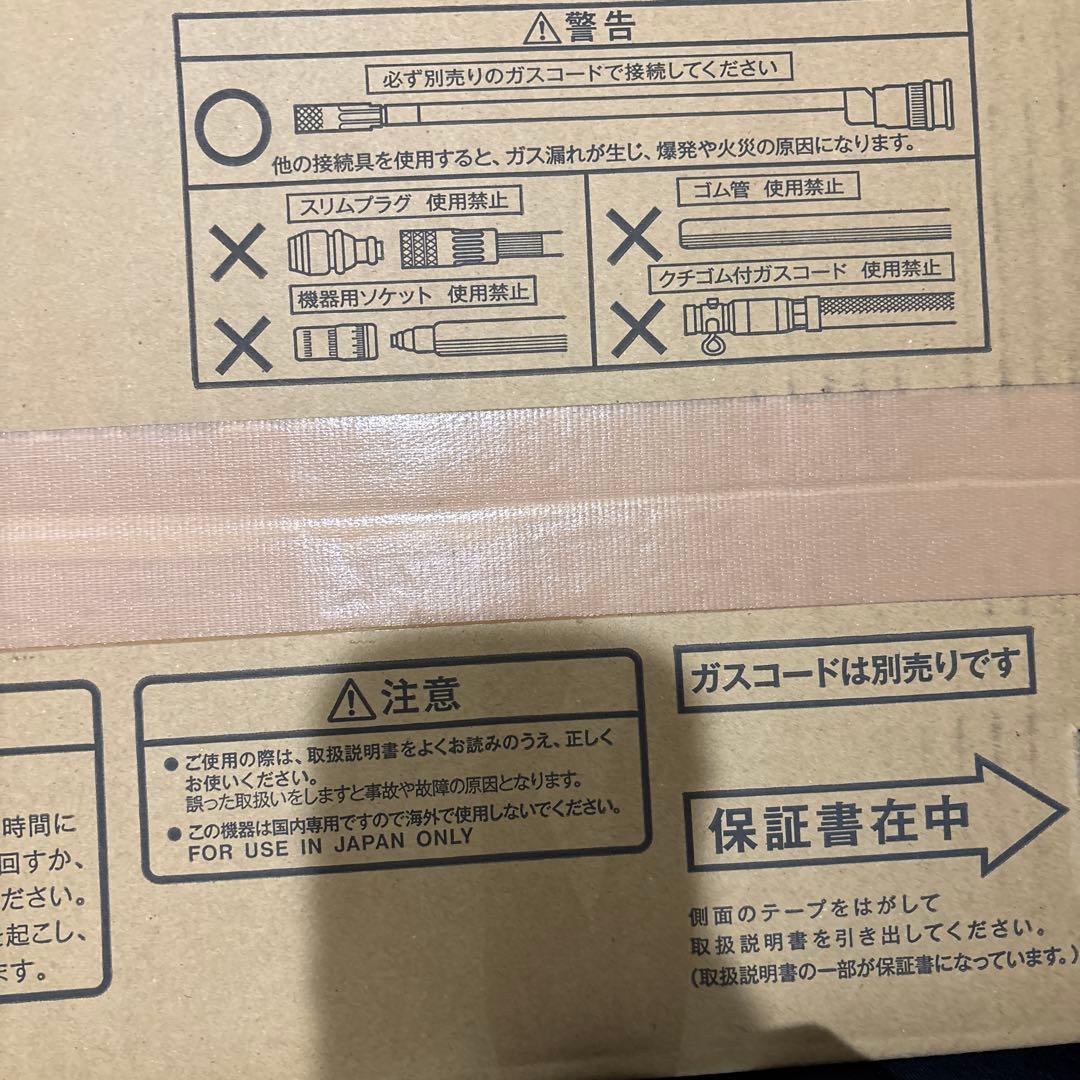 ⚠警告
必ず別売りのガスコードで接続してください
他の接続具を使用すると、ガス漏れが生じ、爆発や火災の原因になります。
スリムプラグ 使用禁止
機器用ソケット 使用禁止
ゴム管 使用禁止
クチゴム付ガスコード 使用禁止
時間に
回すか、
ださい。
起こし、
ます。
⚠注意
●ご使用の際は、取扱説明書をよくお読みのうえ、正しく
お使いください。
誤った取扱いをしますと事故や故障の原因となります。
●この機器は国内専用ですので海外で使用しないでください。
FOR USE IN JAPAN ONLY
ガスコードは別売りです
保証書在中
側面のテープをはがして
取扱説明書を引き出してください。
(取扱説明書の一部が保証書になっています。)